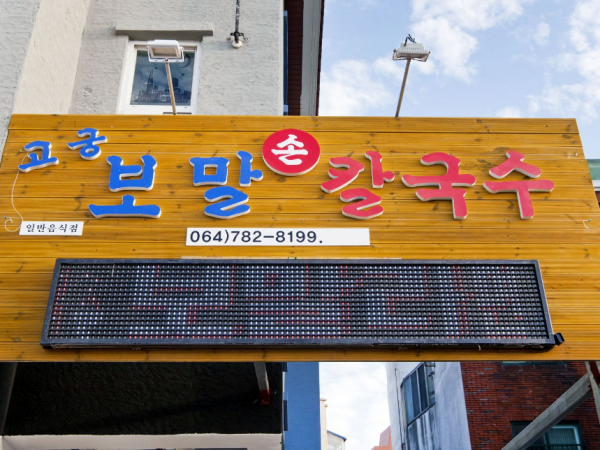 고궁 보말 손 칼국수
일반음식점
064)782-8199.